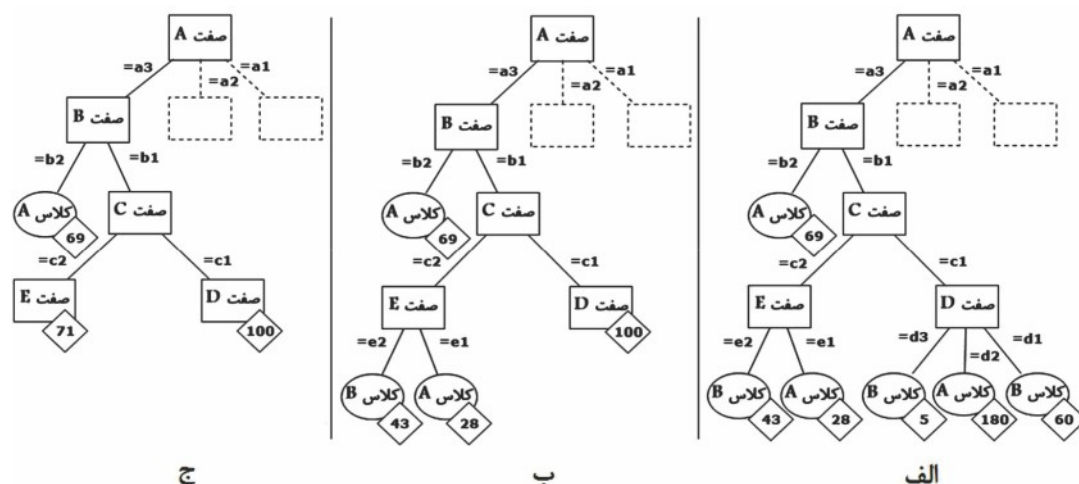 صفت A
=a1
=a2
=a3
صفت B
=b1
=b2
صفت C
کلاس A
69
=c1
=c2
صفت D
صفت E
=d1
=d2
=d3
=e1
=e2
کلاس B
60
کلاس A
180
کلاس B
5
کلاس A
28
کلاس B
43
الف
صفت A
=a1
=a2
=a3
صفت B
=b1
=b2
صفت C
کلاس A
69
=c1
=c2
صفت D
100
صفت E
=e1
=e2
کلاس A
28
کلاس B
43
ب
صفت A
=a1
=a2
=a3
صفت B
=b1
=b2
صفت C
کلاس A
69
=c1
=c2
صفت D
100
صفت E
71
ج